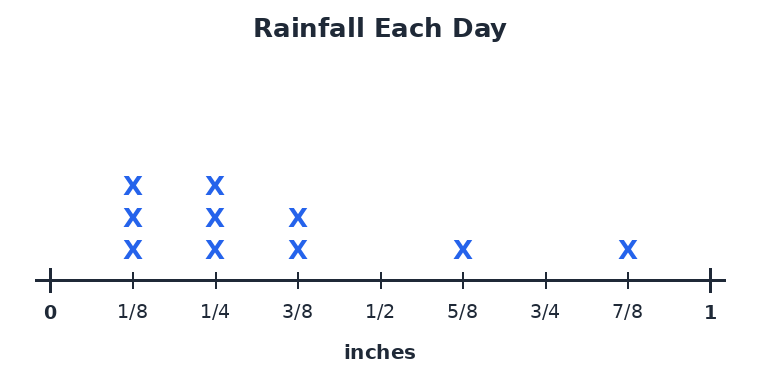 Rainfall Each Day
X X
X X X
X X X X X
0 1/8 1/4 3/8 1/2 5/8 3/4 7/8 1
inches